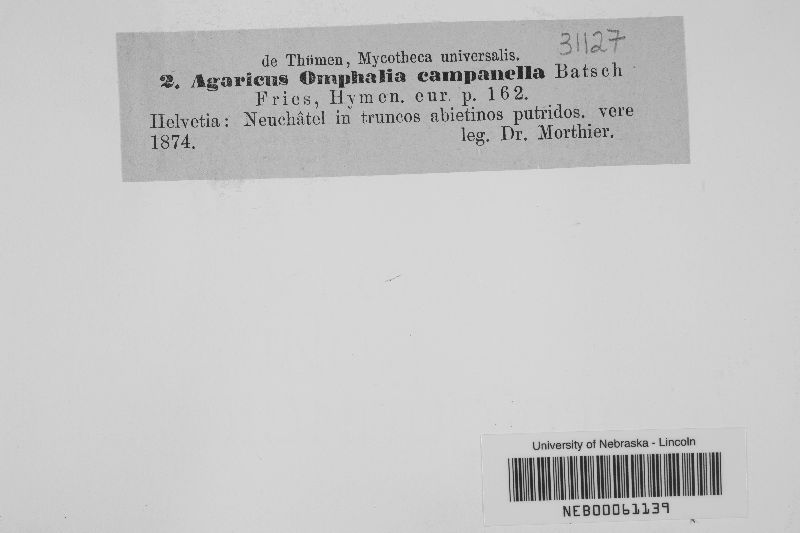 31127
de Thümen, Mycotheca universalis.
2. Agaricus Omphalia campanella Batsch
Fries, Hymen. eur. p. 162.
Helvetia: Neuchâtel in truncos abietinos putridos. vere
1874. leg. Dr. Morthier.
University of Nebraska - Lincoln
NEB00061139